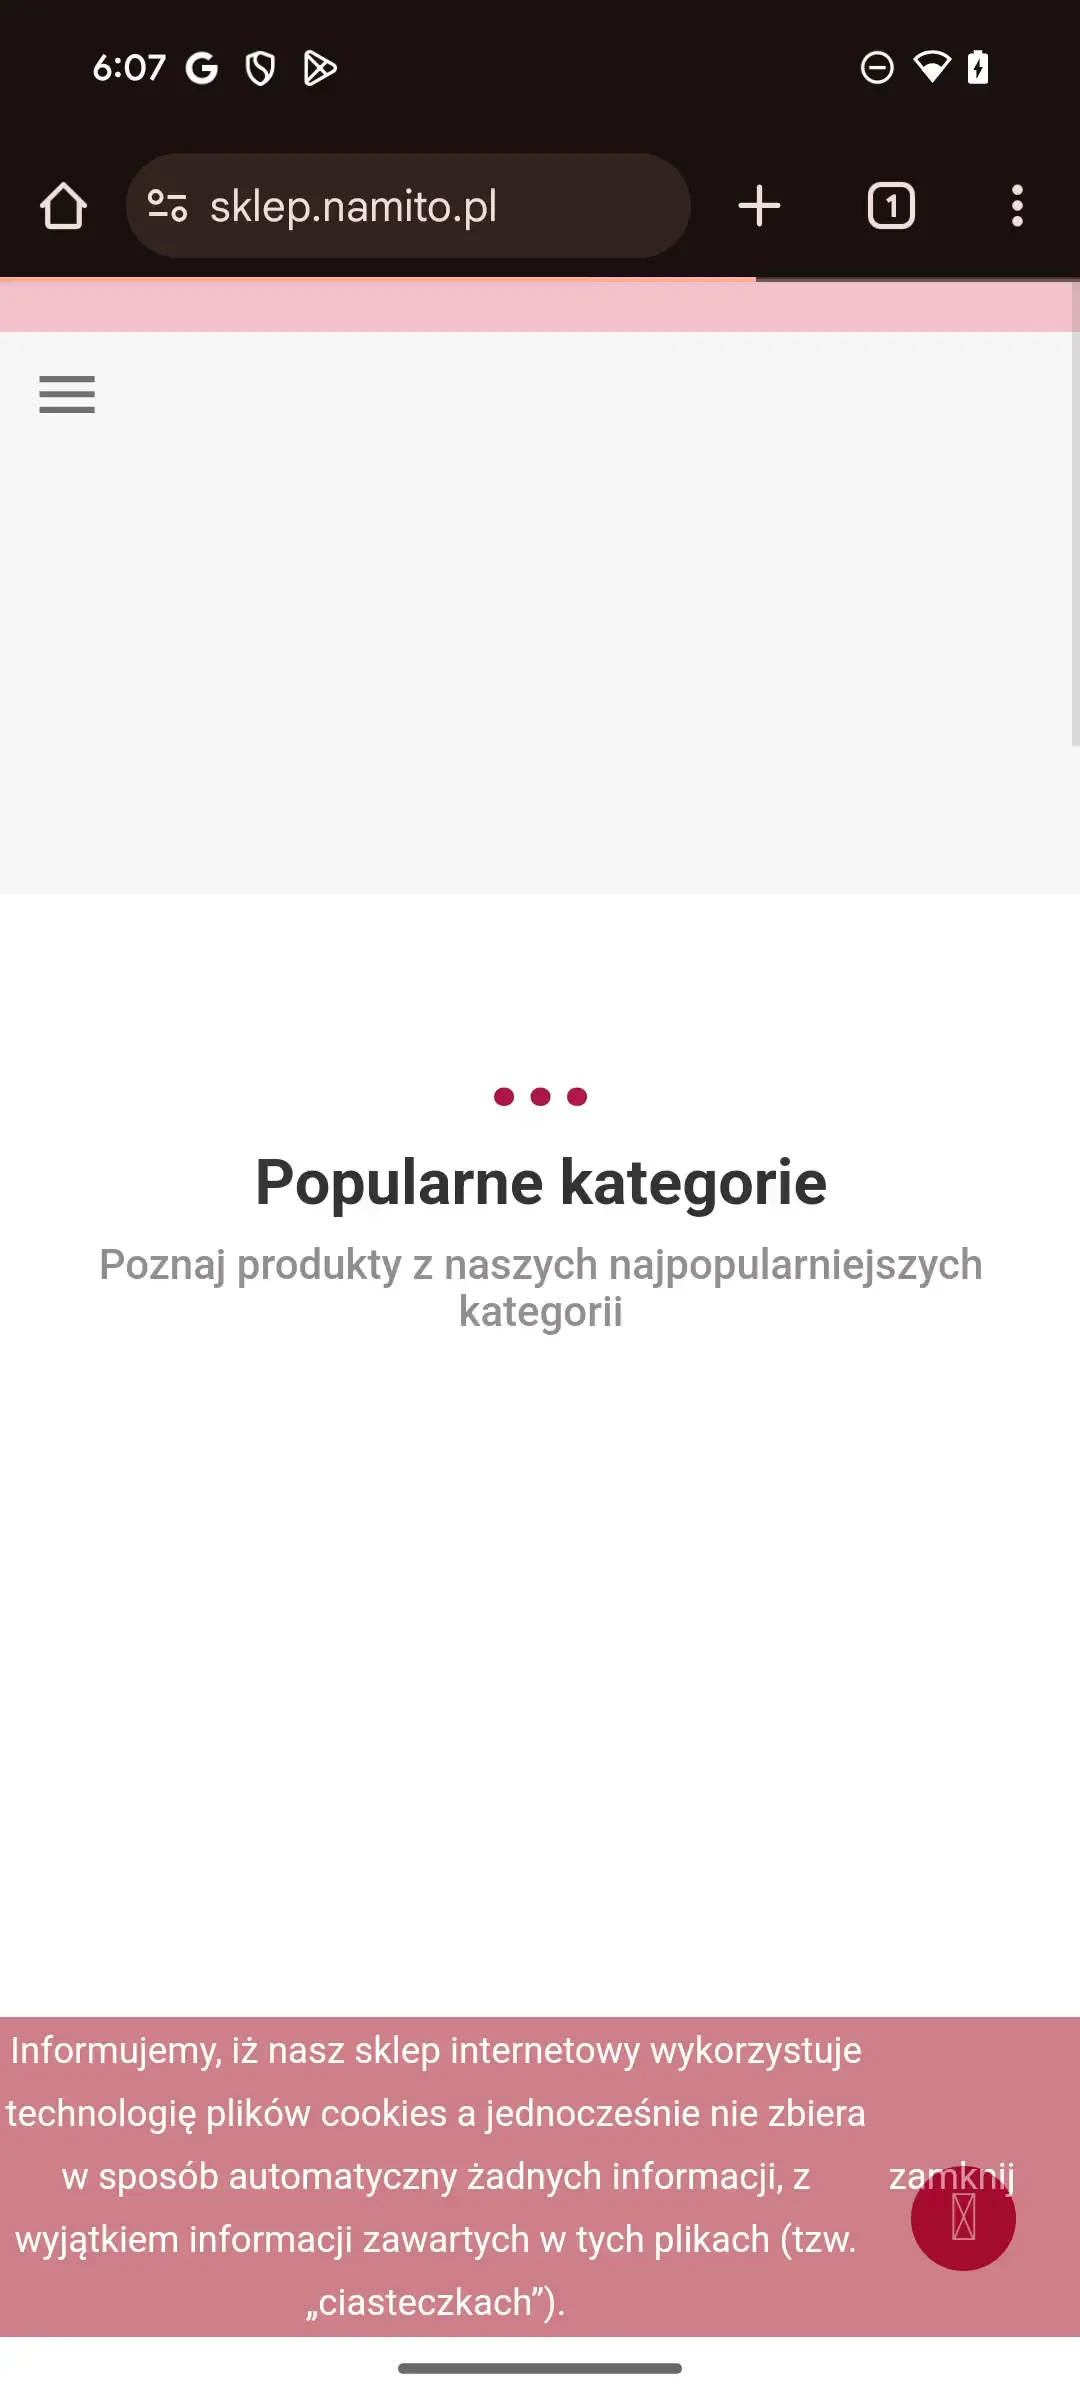 6:07
sklep.namito.pl
1
Popularne kategorie
Poznaj produkty z naszych najpopularniejszych
kategorii
Informujemy, iż nasz sklep internetowy wykorzystuje
technologię plików cookies a jednocześnie nie zbiera
w sposób automatyczny żadnych informacji, z
wyjątkiem informacji zawartych w tych plikach (tzw.
„ciasteczkach”).
zamknij